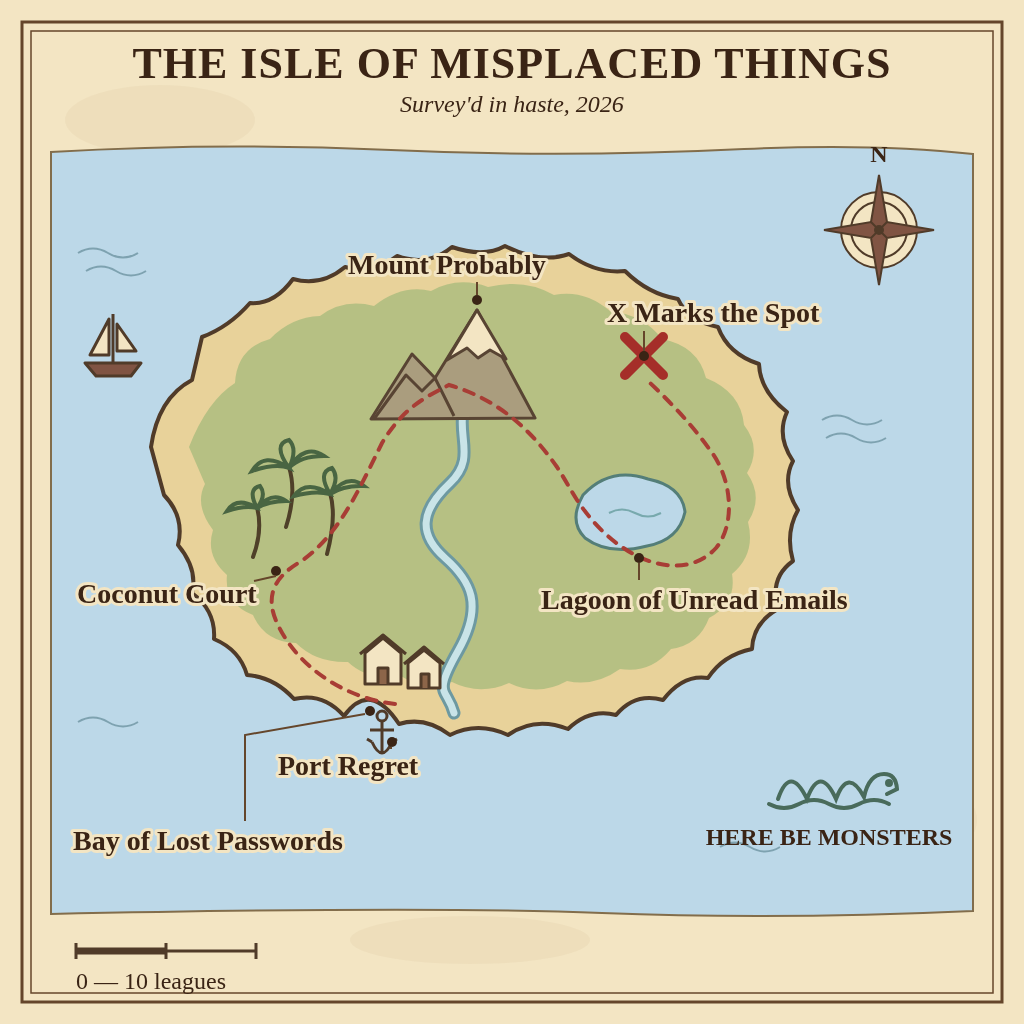 THE ISLE OF MISPLACED THINGS
Survey'd in haste, 2026
N
Mount Probably
X Marks the Spot
Coconut Court
Lagoon of Unread Emails
Port Regret
Bay of Lost Passwords
HERE BE MONSTERS
0 — 10 leagues